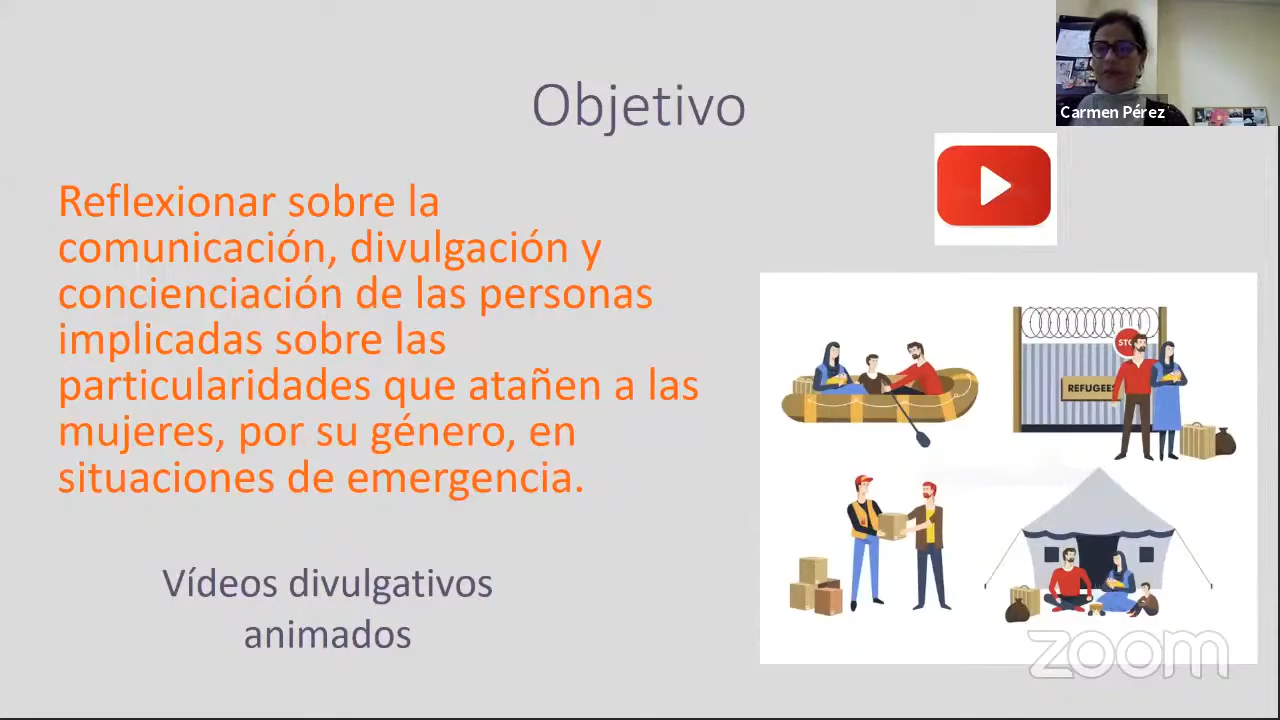 Objetivo
Carmen Pérez
Reflexionar sobre la
comunicación, divulgación y
concienciación de las personas
implicadas sobre las
particularidades que atañen a las
mujeres, por su género, en
situaciones de emergencia.
Vídeos divulgativos
animados
STO
REFUGEES
zoom